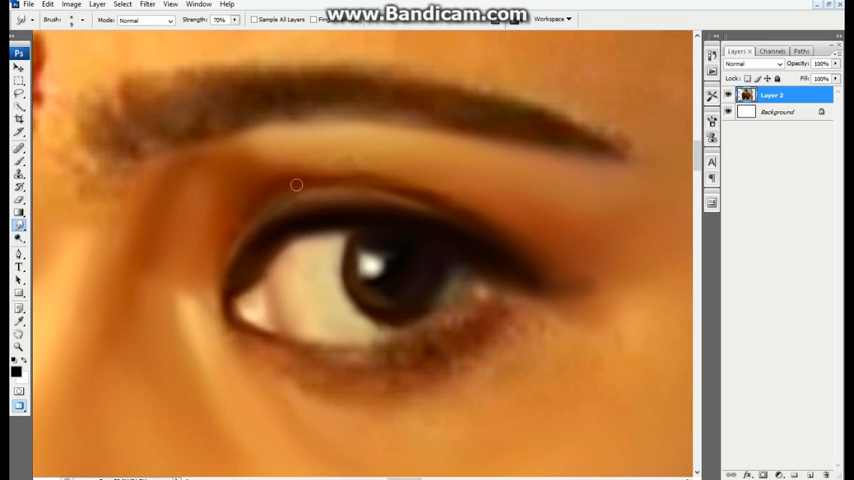 www.Bandicam.com
File Edit Image Layer Select Filter View Window Help
Brush: Mode: Normal Strength: 70% Sample All Layers Workspace
Ps
Layers Channels Paths
Normal Opacity: 100%
Lock: Fill: 100%
Layer 2
Background
T
A
fx